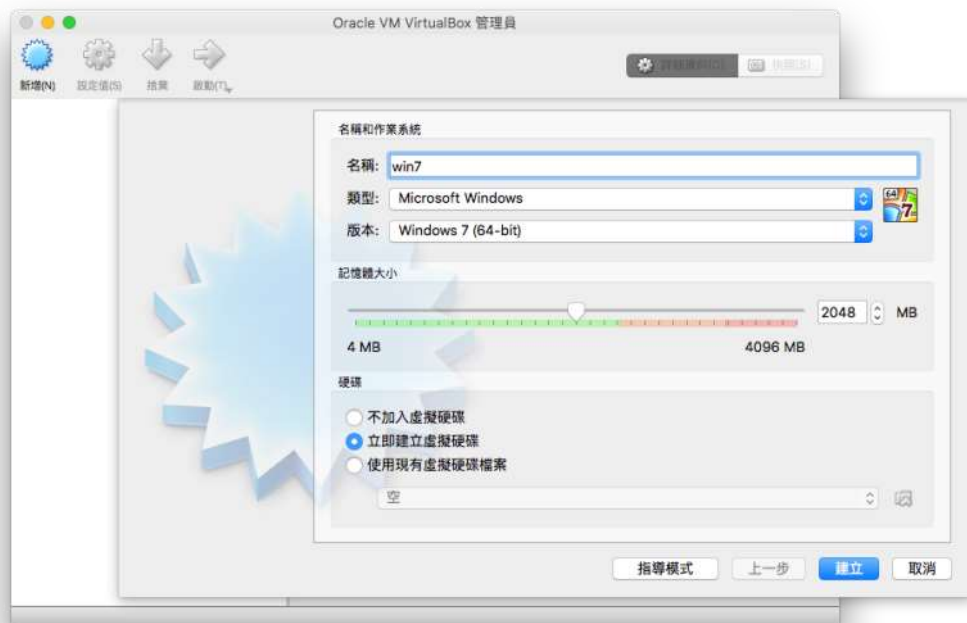 Oracle VM VirtualBox 管理員
新增(N) 設定值(S) 捨棄 啟動(T)
名稱和作業系統
名稱: win7
類型: Microsoft Windows
64
7
版本: Windows 7 (64-bit)
記憶體大小
2048 MB
4 MB 4096 MB
硬碟
不加入虛擬硬碟
立即建立虛擬硬碟
使用現有虛擬硬碟檔案
空
指導模式 上一步 建立 取消